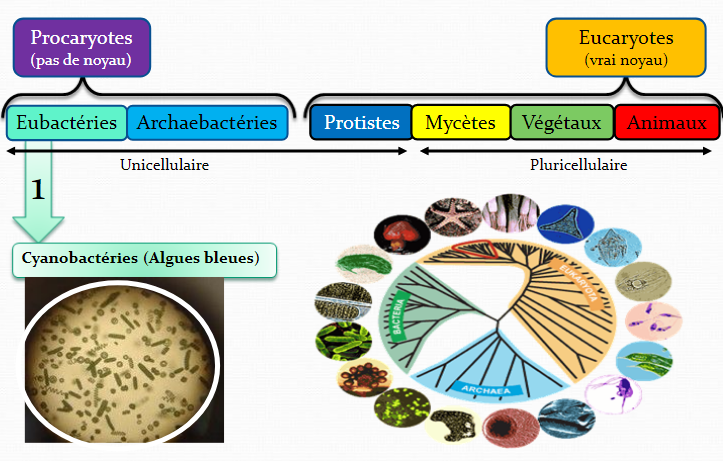 Procaryotes
(pas de noyau)
Eucaryotes
(vrai noyau)
Eubactéries
Archaebactéries
Protistes
Mycètes
Végétaux
Animaux
Unicellulaire
Pluricellulaire
1
Cyanobactéries (Algues bleues)
EUKARYOTA
BACTERIA
ARCHAEA